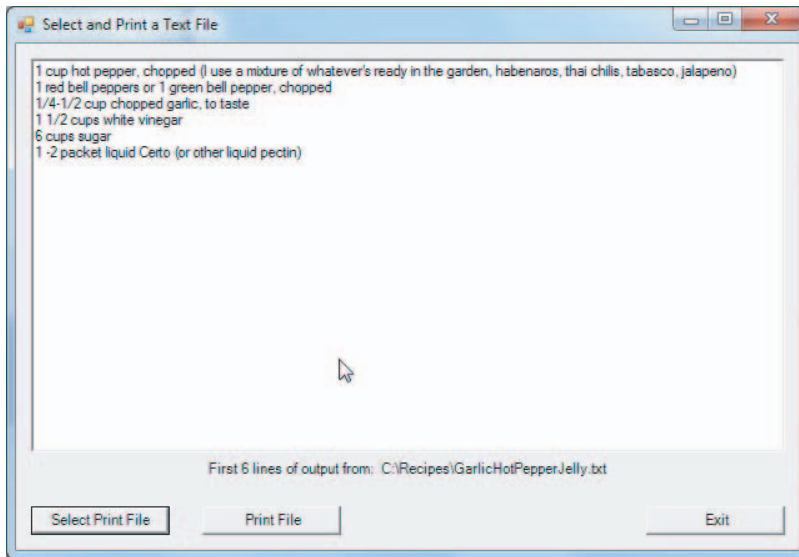 Select and Print a Text File
1 cup hot pepper, chopped (I use a mixture of whatever's ready in the garden, habenaros, thai chilis, tabasco, jalapeno)
1 red bell peppers or 1 green bell pepper, chopped
1/4-1/2 cup chopped garlic, to taste
1 1/2 cups white vinegar
6 cups sugar
1 -2 packet liquid Certo (or other liquid pectin)
First 6 lines of output from: C:\Recipes\GarlicHotPepperJelly.txt
Select Print File
Print File
Exit